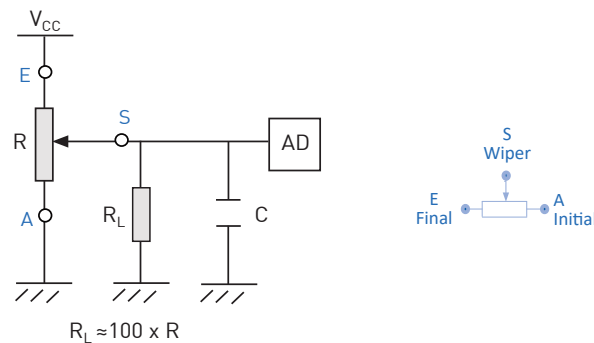 V_CC
E
R
S
AD
A
R_L
C
R_L ≈100 x R
S
Wiper
E
Final
A
Initial